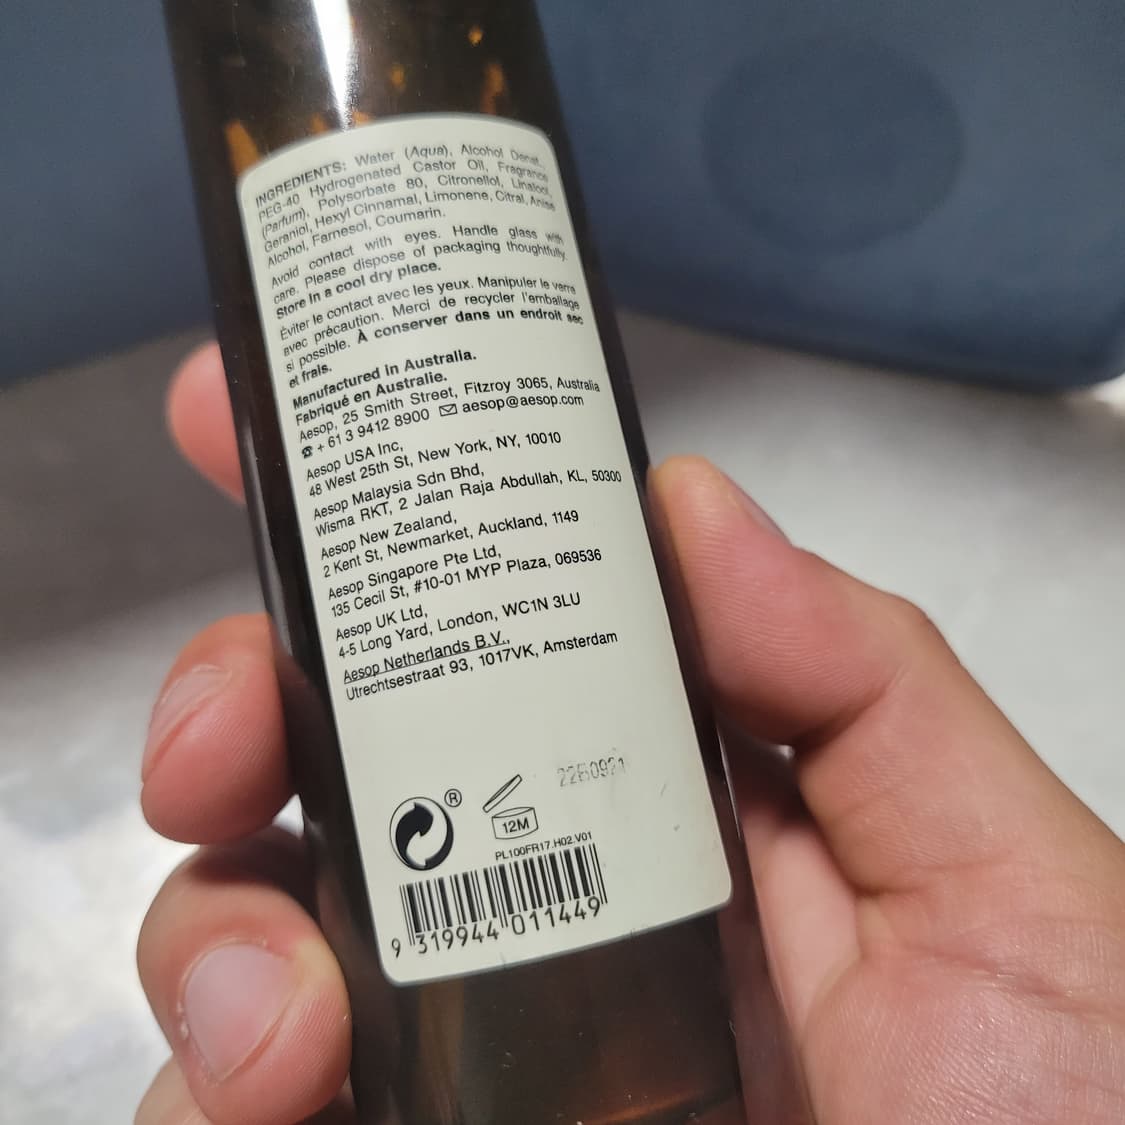 INGREDIENTS: Water (Aqua), Alcohol Denat.,
PEG-40 Hydrogenated Castor Oil, Fragrance
(Parfum), Polysorbate 80, Citronellol, Linalool,
Geraniol, Hexyl Cinnamal, Limonene, Citral, Anise
Alcohol, Farnesol, Coumarin.
Avoid contact with eyes. Handle glass with
care. Please dispose of packaging thoughtfully.
Store in a cool dry place.
Éviter le contact avec les yeux. Manipuler le verre
avec précaution. Merci de recycler l'emballage
si possible. À conserver dans un endroit sec
et frais.
Manufactured in Australia.
Fabriqué en Australie.
Aesop, 25 Smith Street, Fitzroy 3065, Australia
☎ + 61 3 9412 8900 ✉ aesop@aesop.com
Aesop USA Inc,
48 West 25th St, New York, NY, 10010
Aesop Malaysia Sdn Bhd,
Wisma RKT, 2 Jalan Raja Abdullah, KL, 50300
Aesop New Zealand,
2 Kent St, Newmarket, Auckland, 1149
Aesop Singapore Pte Ltd,
135 Cecil St, #10-01 MYP Plaza, 069536
Aesop UK Ltd,
4-5 Long Yard, London, WC1N 3LU
Aesop Netherlands B.V.,
Utrechtsestraat 93, 1017VK, Amsterdam
®
12M
PL100FR17.H02.V01
9 319944 011449